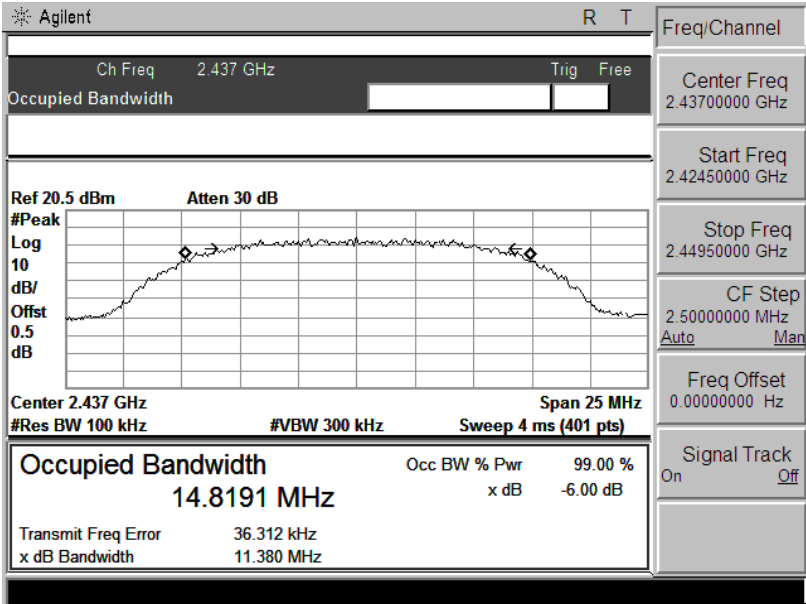 Agilent R T
Ch Freq 2.437 GHz Trig Free
Occupied Bandwidth
Ref 20.5 dBm Atten 30 dB
#Peak
Log
10
dB/
Offst
0.5
dB
Center 2.437 GHz Span 25 MHz
#Res BW 100 kHz #VBW 300 kHz Sweep 4 ms (401 pts)
Occupied Bandwidth Occ BW % Pwr 99.00 %
14.8191 MHz x dB -6.00 dB
Transmit Freq Error 36.312 kHz
x dB Bandwidth 11.380 MHz
Freq/Channel
Center Freq
2.43700000 GHz
Start Freq
2.42450000 GHz
Stop Freq
2.44950000 GHz
CF Step
2.50000000 MHz
Auto Man
Freq Offset
0.00000000 Hz
Signal Track
On Off